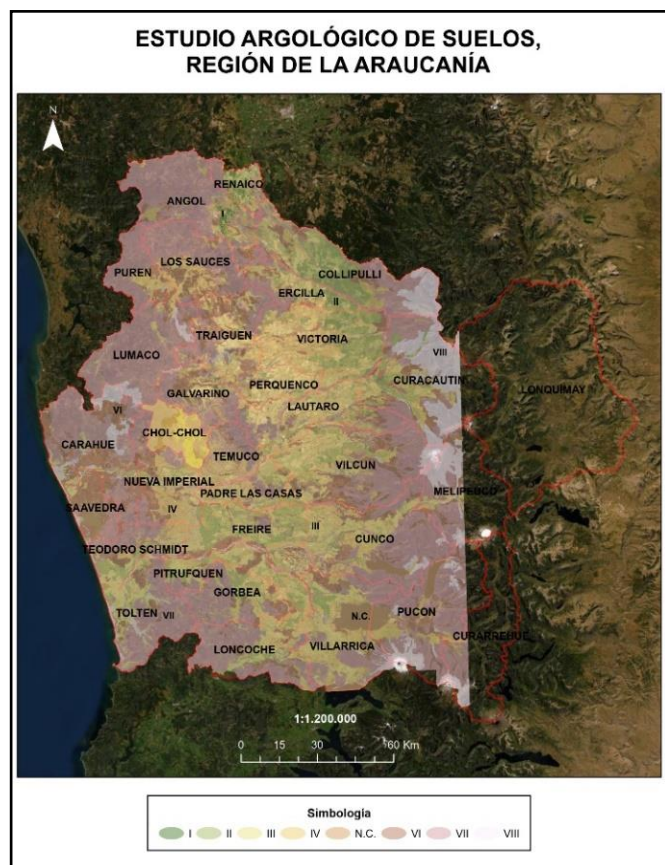 ESTUDIO ARGOLÓGICO DE SUELOS,
REGIÓN DE LA ARAUCANÍA
N
RENAICO
ANGOL
I
LOS SAUCES
PUREN
COLLIPULLI
ERCILLA
II
TRAIGUEN
VICTORIA
LUMACO
VIII
CURACAUTIN
PERQUENCO
LONQUIMAY
GALVARINO
LAUTARO
VI
CHOL-CHOL
CARAHUE
TEMUCO
VILCUN
NUEVA IMPERIAL
PADRE LAS CASAS
MELIPEUCO
SAAVEDRA
IV
FREIRE
III
CUNCO
TEODORO SCHMIDT
PITRUFQUEN
GORBEA
TOLTEN
VII
N.C.
PUCON
CURARREHUE
LONCOCHE
VILLARRICA
1:1.200.000
0 15 30 60 Km
Simbología
I II III IV N.C. VI VII VIII